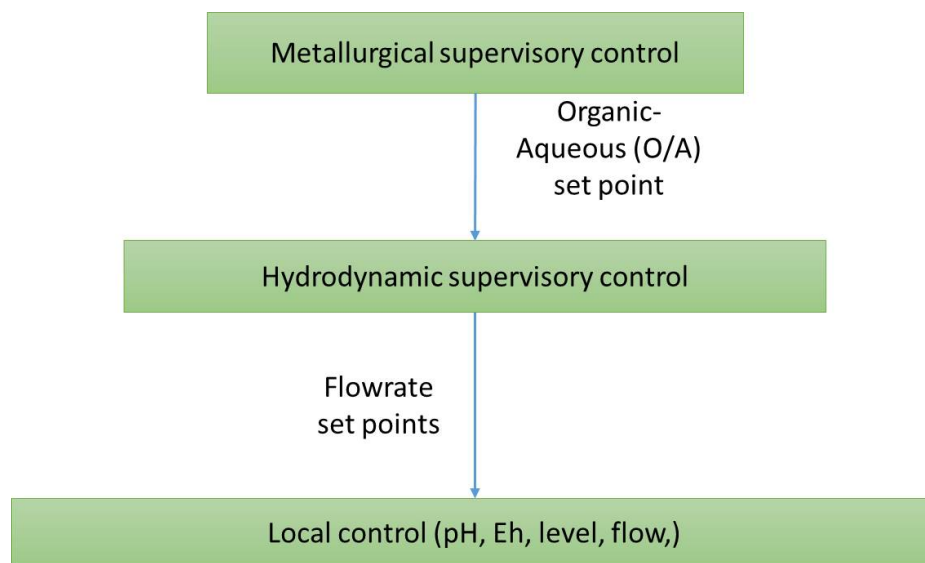 Metallurgical supervisory control
Organic-
Aqueous (O/A)
set point
Hydrodynamic supervisory control
Flowrate
set points
Local control (pH, Eh, level, flow,)